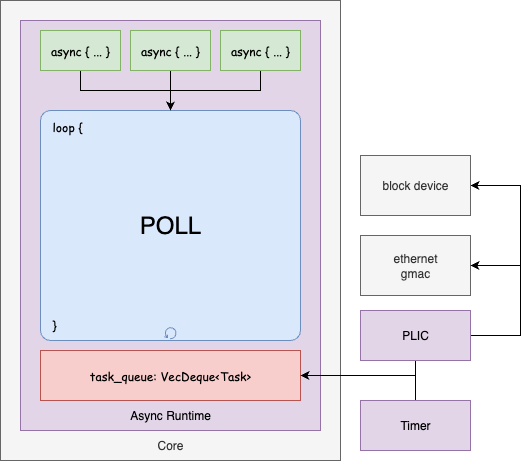 async { ... }
async { ... }
async { ... }
loop {
POLL
}
block device
ethernet
gmac
PLIC
task_queue: VecDeque<Task>
Async Runtime
Timer
Core